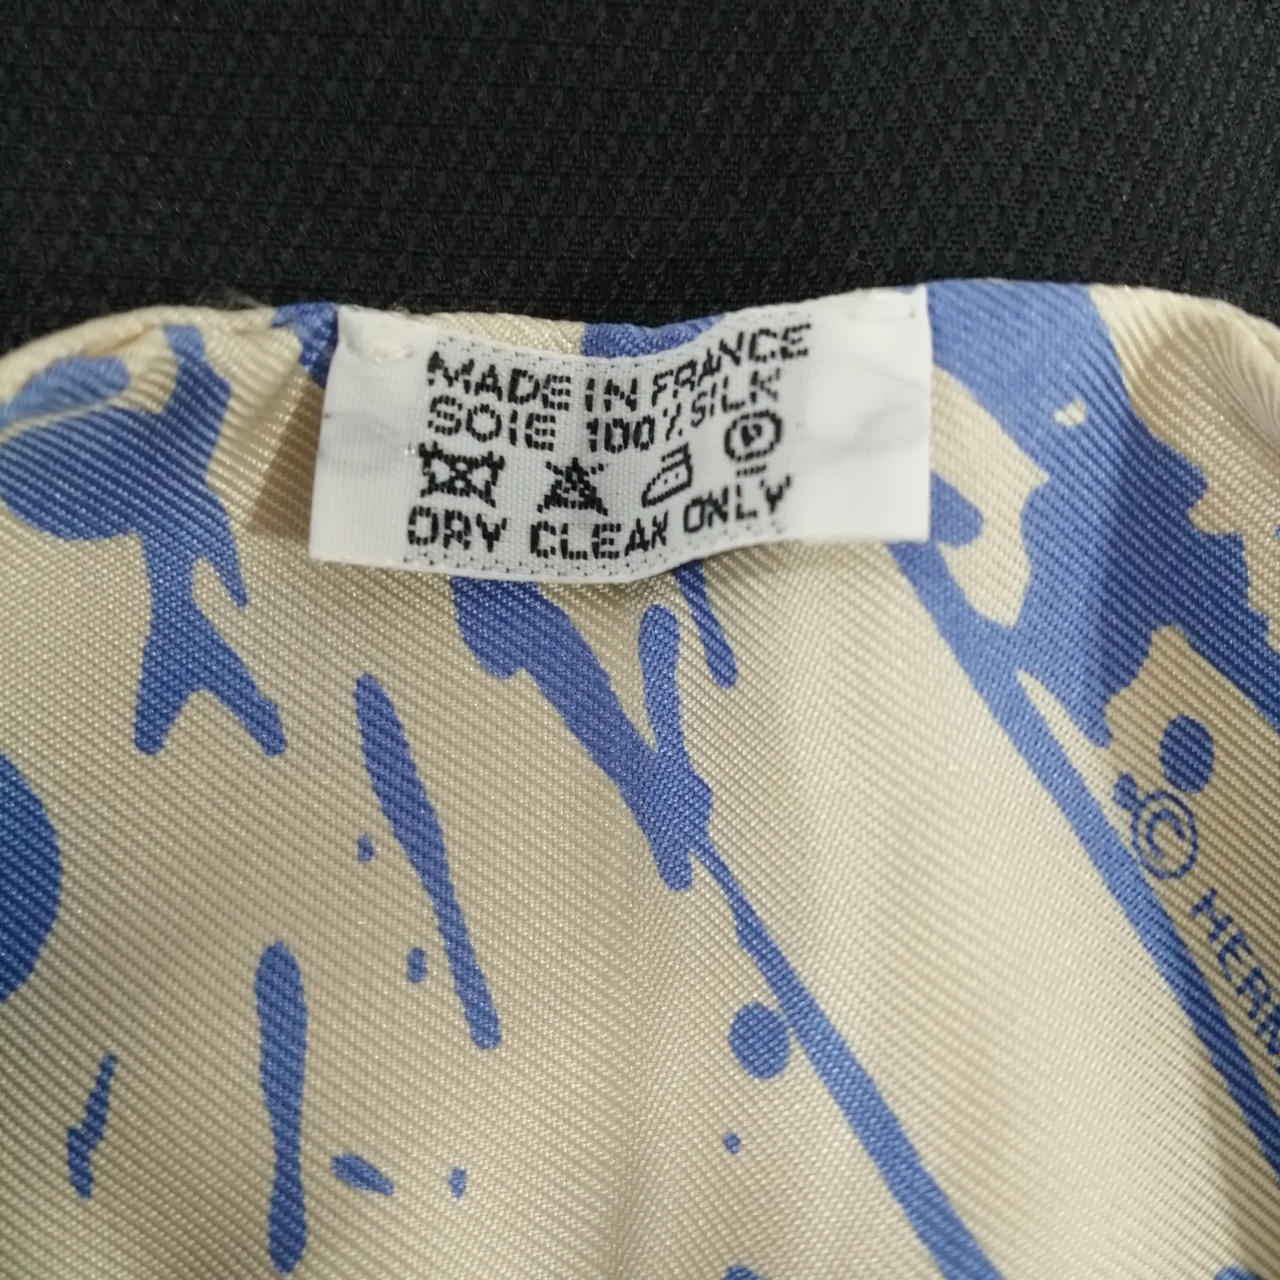 MADE IN FRANCE
SOIE 100% SILK
P
DRY CLEAN ONLY
© HERM